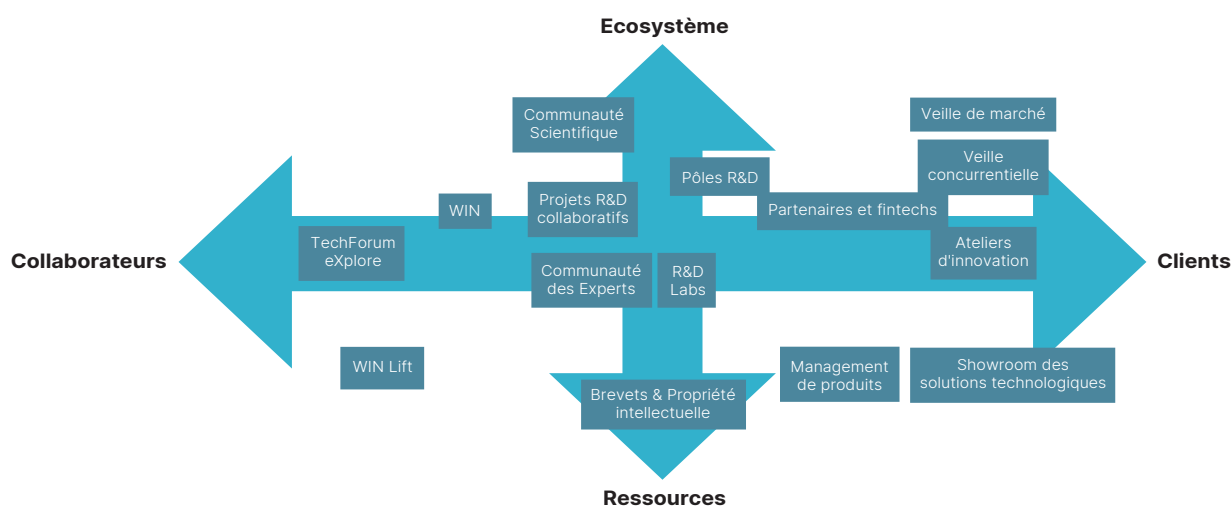 Ecosystème
Communauté
Scientifique
Veille de marché
Veille
concurrentielle
Pôles R&D
WIN
Projets R&D
collaboratifs
Partenaires et fintechs
TechForum
eXplore
Ateliers
d'innovation
Collaborateurs
Clients
Communauté
des Experts
R&D
Labs
WIN Lift
Management
de produits
Showroom des
solutions technologiques
Brevets & Propriété
intellectuelle
Ressources